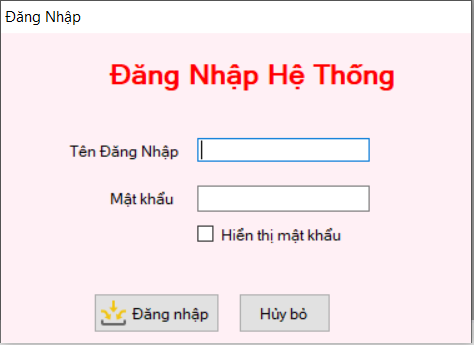 Đăng Nhập
Đăng Nhập Hệ Thống
Tên Đăng Nhập
Mật khẩu
Hiển thị mật khẩu
Đăng nhập
Hủy bỏ